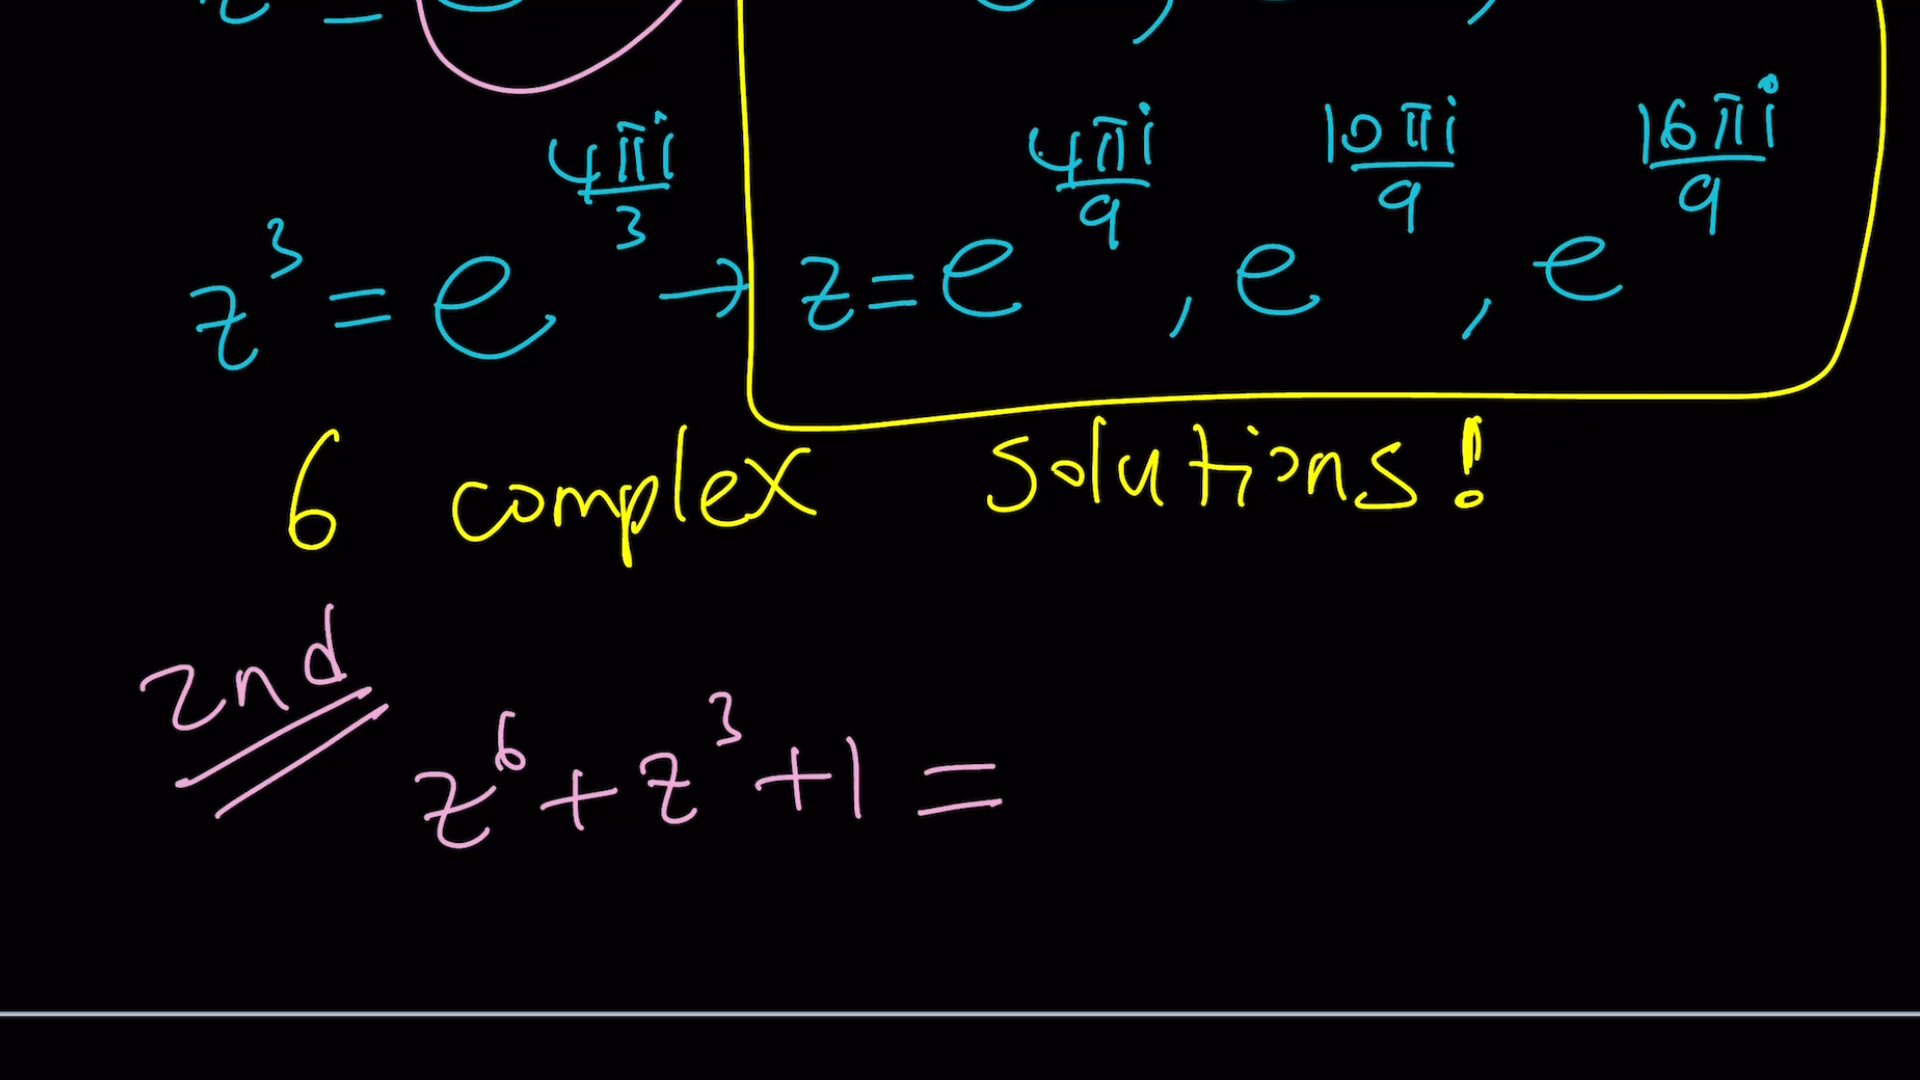 z³ = e^(4πi/3) → z = e^(4πi/9), e^(10πi/9), e^(16πi/9)
6 complex solutions!
2nd
z⁶ + z³ + 1 =